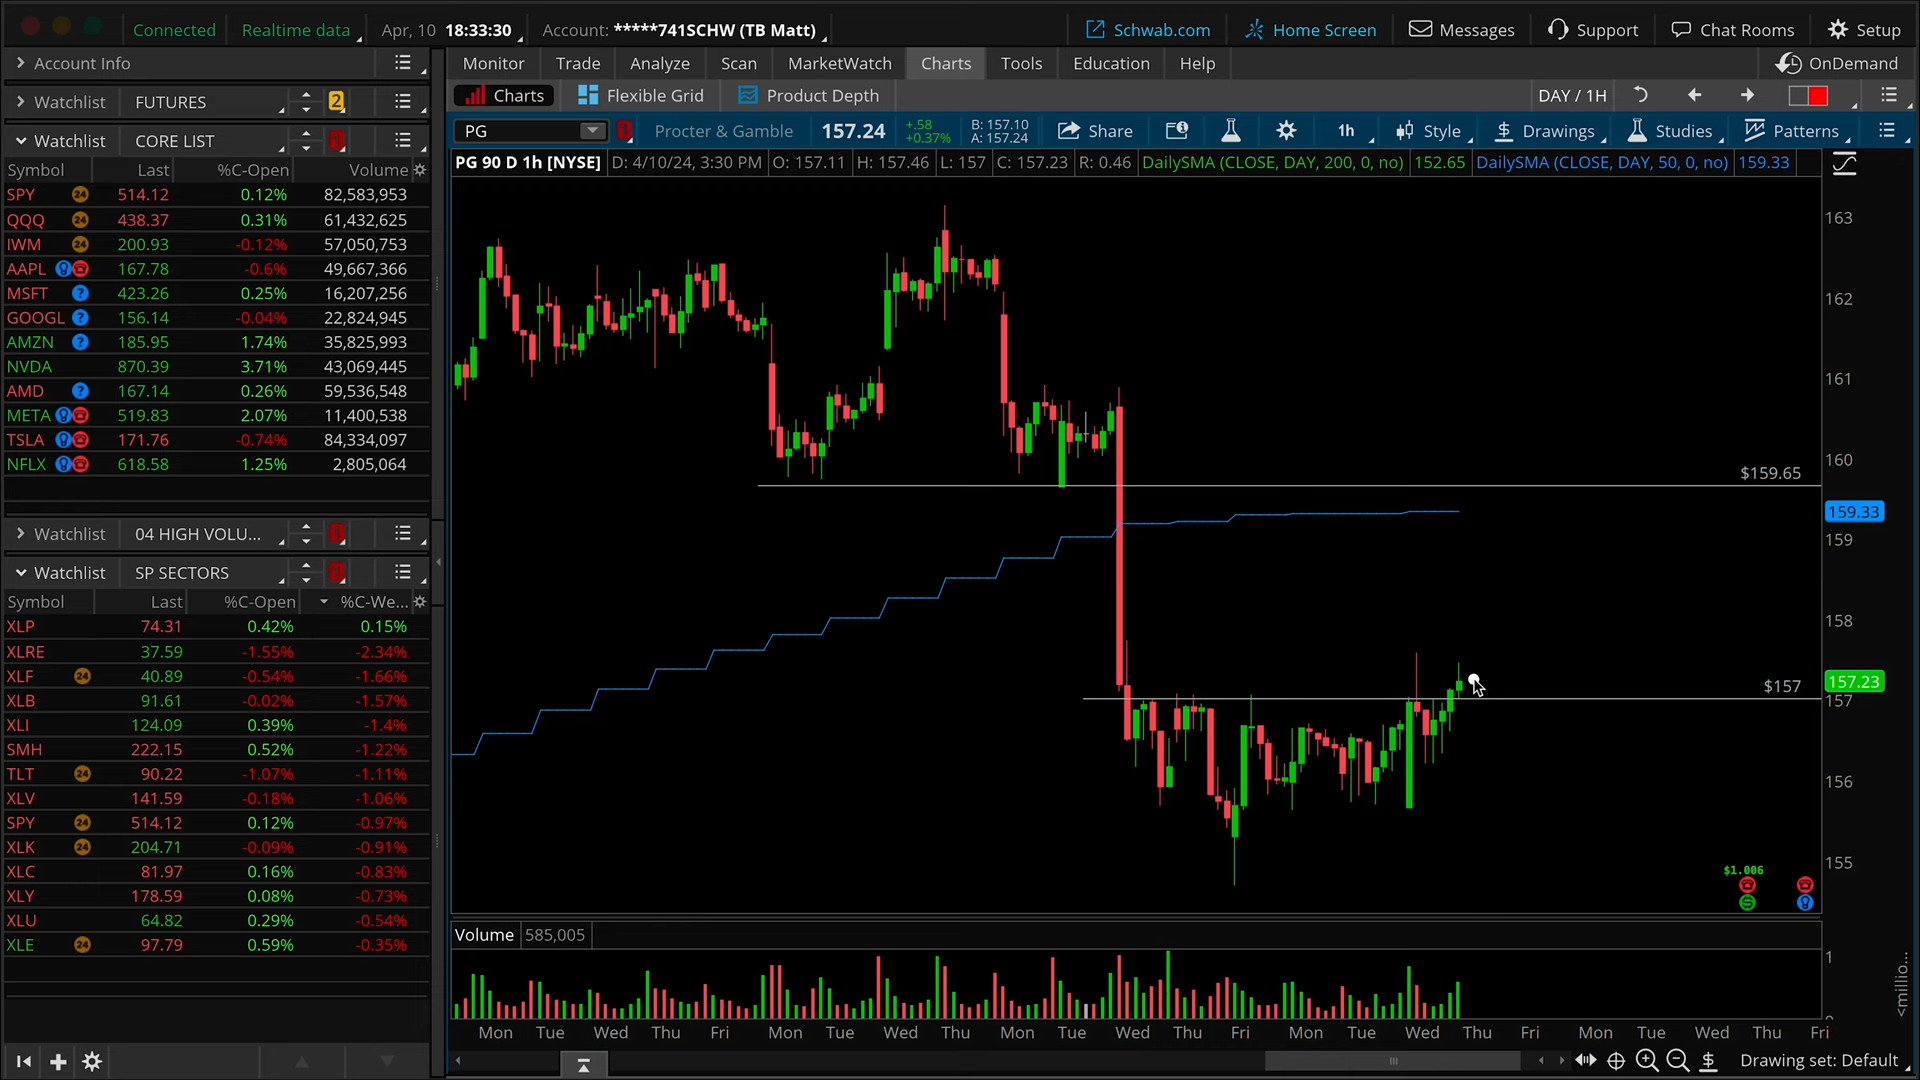 Connected Realtime data Apr, 10 18:33:30 Account: *****741SCHW (TB Matt) Schwab.com Home Screen Messages Support Chat Rooms Setup
Account Info
Monitor Trade Analyze Scan MarketWatch Charts Tools Education Help OnDemand
Watchlist FUTURES 2
Charts Flexible Grid Product Depth DAY / 1H
Watchlist CORE LIST
PG Procter & Gamble 157.24 +.58 +0.37% B: 157.10 A: 157.24 Share 1h Style Drawings Studies Patterns
PG 90 D 1h [NYSE] D: 4/10/24, 3:30 PM O: 157.11 H: 157.46 L: 157 C: 157.23 R: 0.46 DailySMA (CLOSE, DAY, 200, 0, no) 152.65 DailySMA (CLOSE, DAY, 50, 0, no) 159.33
Symbol Last %C-Open Volume
SPY 24 514.12 0.12% 82,583,953
QQQ 24 438.37 0.31% 61,432,625
IWM 24 200.93 -0.12% 57,050,753
AAPL 167.78 -0.6% 49,667,366
MSFT ? 423.26 0.25% 16,207,256
GOOGL ? 156.14 -0.04% 22,824,945
AMZN ? 185.95 1.74% 35,825,993
NVDA 870.39 3.71% 43,069,445
AMD ? 167.14 0.26% 59,536,548
META 519.83 2.07% 11,400,538
TSLA 171.76 -0.74% 84,334,097
NFLX 618.58 1.25% 2,805,064
Watchlist 04 HIGH VOLU...
Watchlist SP SECTORS
Symbol Last %C-Open %C-We...
XLP 74.31 0.42% 0.15%
XLRE 37.59 -1.55% -2.34%
XLF 24 40.89 -0.54% -1.66%
XLB 91.61 -0.02% -1.57%
XLI 124.09 0.39% -1.4%
SMH 222.15 0.52% -1.22%
TLT 24 90.22 -1.07% -1.11%
XLV 141.59 -0.18% -1.06%
SPY 24 514.12 0.12% -0.97%
XLK 24 204.71 -0.09% -0.91%
XLC 81.97 0.16% -0.83%
XLY 178.59 0.08% -0.73%
XLU 64.82 0.29% -0.54%
XLE 24 97.79 0.59% -0.35%
163
162
161
160
$159.65
159.33
159
158
157.23
$157
157
156
155
$1.006
Volume 585,005
1
<millio...
Mon Tue Wed Thu Fri Mon Tue Wed Thu Mon Tue Wed Thu Fri Mon Tue Wed Thu Fri Mon Tue Wed Thu Fri
Drawing set: Default